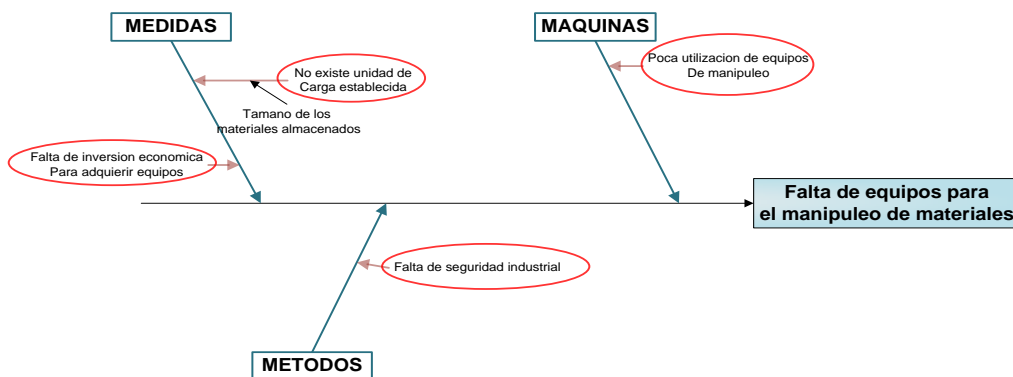 MEDIDAS
MAQUINAS
No existe unidad de
Carga establecida
Poca utilizacion de equipos
De manipuleo
Tamano de los
materiales almacenados
Falta de inversion economica
Para adquierir equipos
Falta de equipos para
el manipuleo de materiales
Falta de seguridad industrial
METODOS